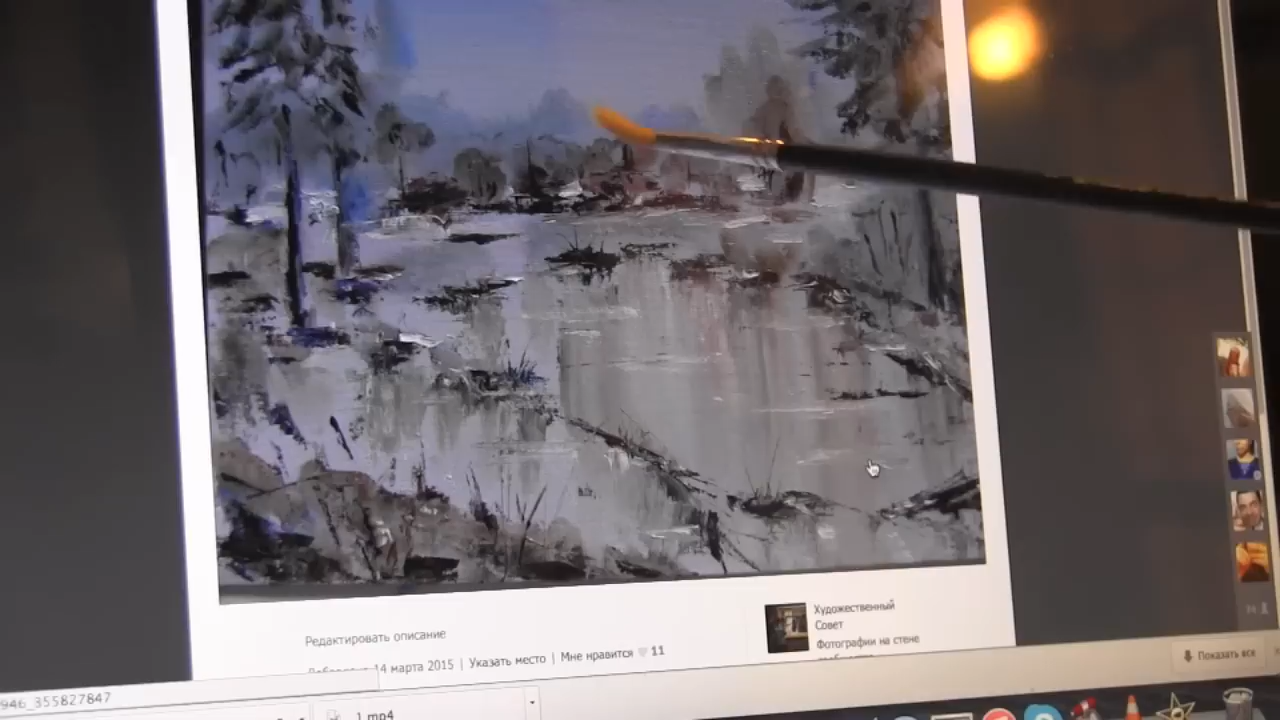 Художественный
Совет
Редактировать описание
Фотографии на стене
14 марта 2015 | Указать место | Мне нравится 11
Показать все
946_355827847
1.mp4